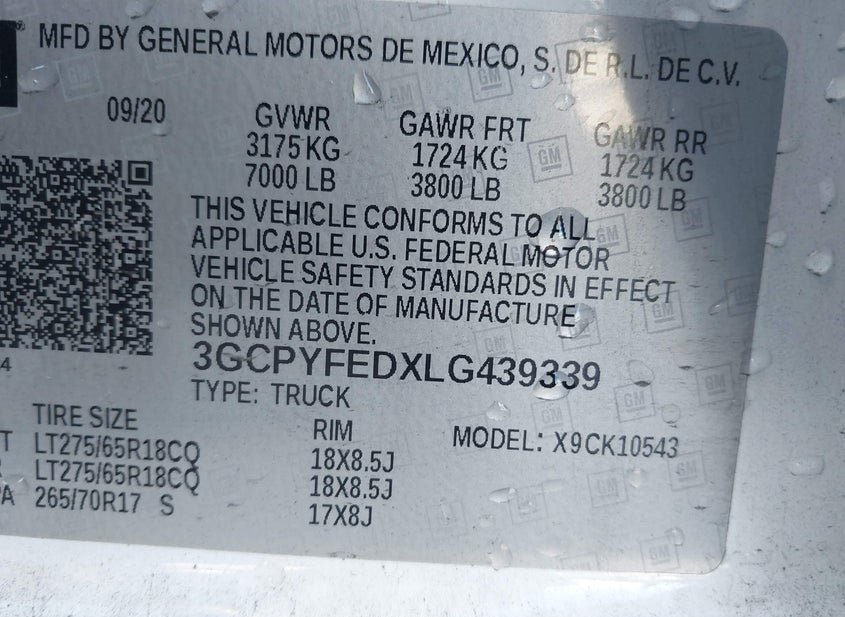 MFD BY GENERAL MOTORS DE MEXICO, S. DE R.L. DE C.V.
09/20
GVWR
3175 KG
7000 LB
GAWR FRT
1724 KG
3800 LB
GAWR RR
1724 KG
3800 LB
THIS VEHICLE CONFORMS TO ALL
APPLICABLE U.S. FEDERAL MOTOR
VEHICLE SAFETY STANDARDS IN EFFECT
ON THE DATE OF MANUFACTURE
SHOWN ABOVE.
3GCPYFEDXLG439339
TYPE: TRUCK
4
TIRE SIZE RIM MODEL: X9CK10543
T LT275/65R18CQ 18X8.5J
R LT275/65R18CQ 18X8.5J
A 265/70R17 S 17X8J